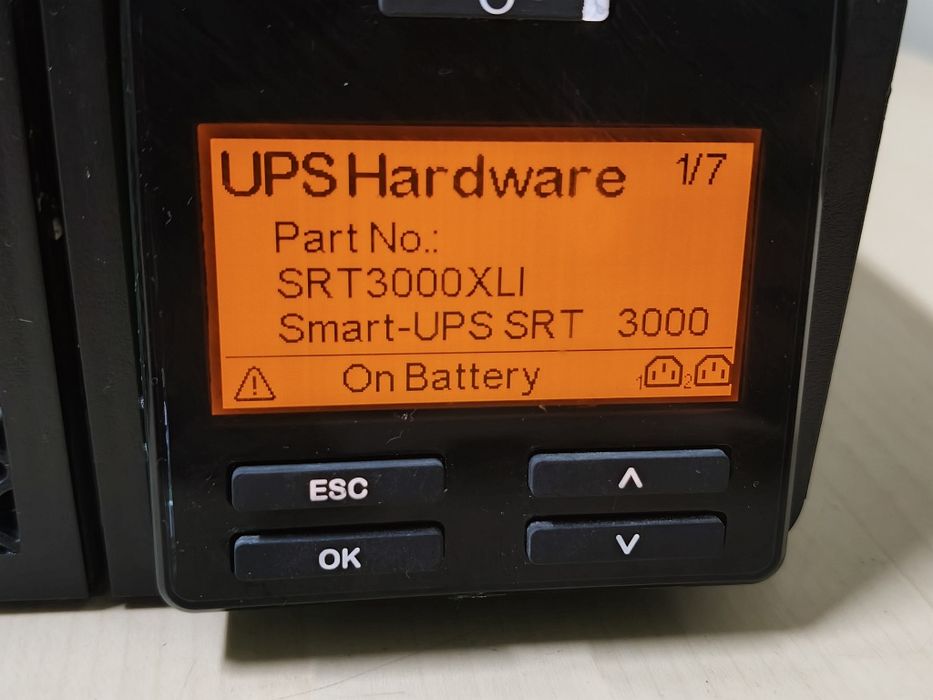 UPS Hardware 1/7
Part No.:
SRT3000XLI
Smart-UPS SRT 3000
On Battery 1 2
ESC
OK